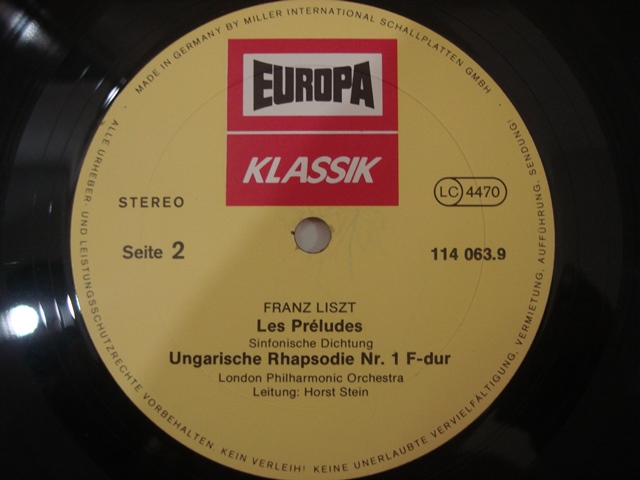 MADE IN GERMANY BY MILLER INTERNATIONAL SCHALLPLATTEN GMBH
EUROPA
KLASSIK
STEREO
LC 4470
Seite 2
114 063.9
FRANZ LISZT
Les Préludes
Sinfonische Dichtung
Ungarische Rhapsodie Nr. 1 F-dur
London Philharmonic Orchestra
Leitung: Horst Stein
ALLE URHEBER- UND LEISTUNGSSCHUTZRECHTE VORBEHALTEN. KEIN VERLEIH! KEINE UNERLAUBTE VERVIELFÄLTIGUNG, VERMIETUNG, AUFFÜHRUNG, SENDUNG!